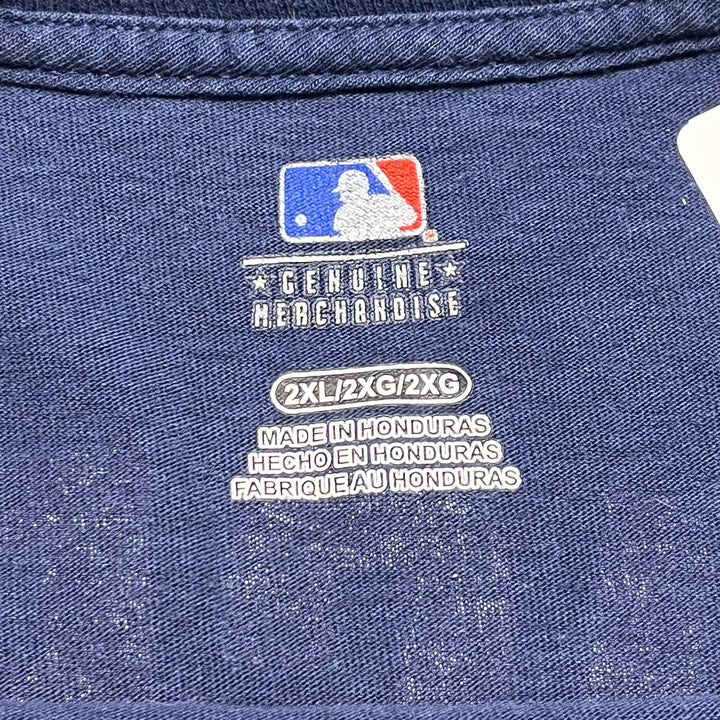 GENUINE
MERCHANDISE
2XL/2XG/2XG
MADE IN HONDURAS
HECHO EN HONDURAS
FABRIQUE AU HONDURAS